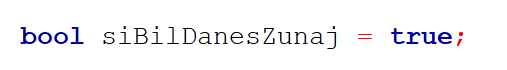 bool siBilDanesZunaj = true;